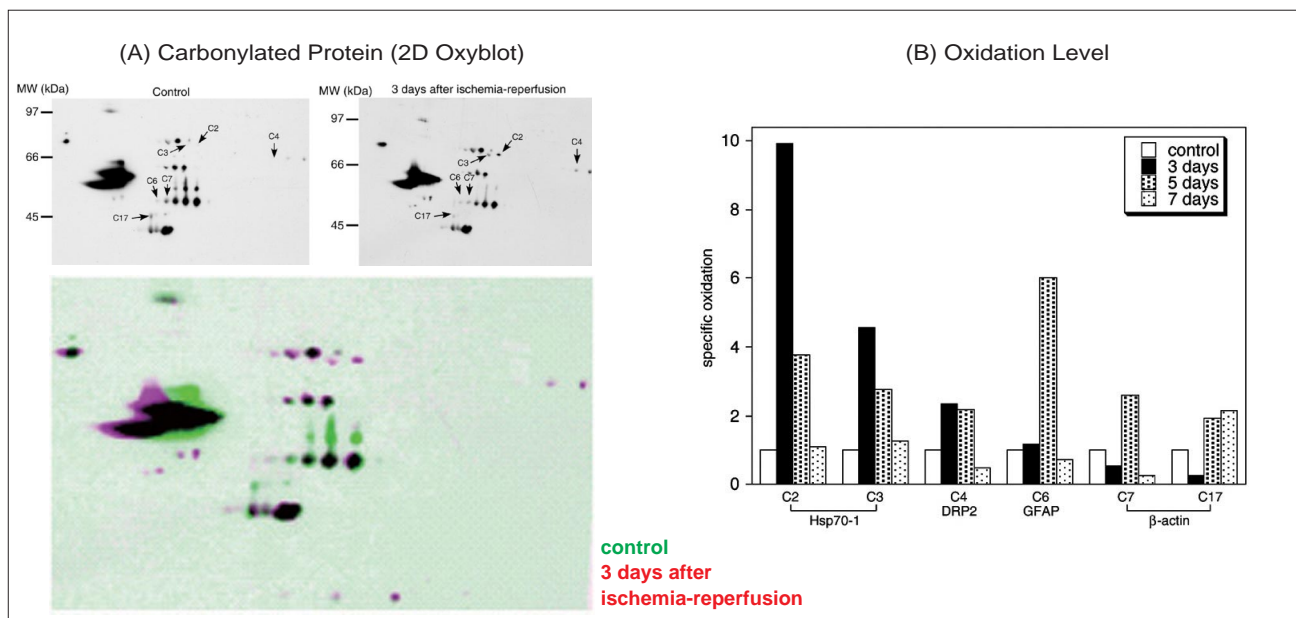 (A) Carbonylated Protein (2D Oxyblot)
MW (kDa)
Control
97
66
45
C2
C3
C4
C6
C7
C17
MW (kDa)
3 days after ischemia-reperfusion
97
66
45
C2
C3
C4
C6
C7
C17
control
3 days after
ischemia-reperfusion
(B) Oxidation Level
specific oxidation
10
8
6
4
2
0
control
3 days
5 days
7 days
C2 C3 C4 C6 C7 C17
DRP2 GFAP
Hsp70-1 β-actin